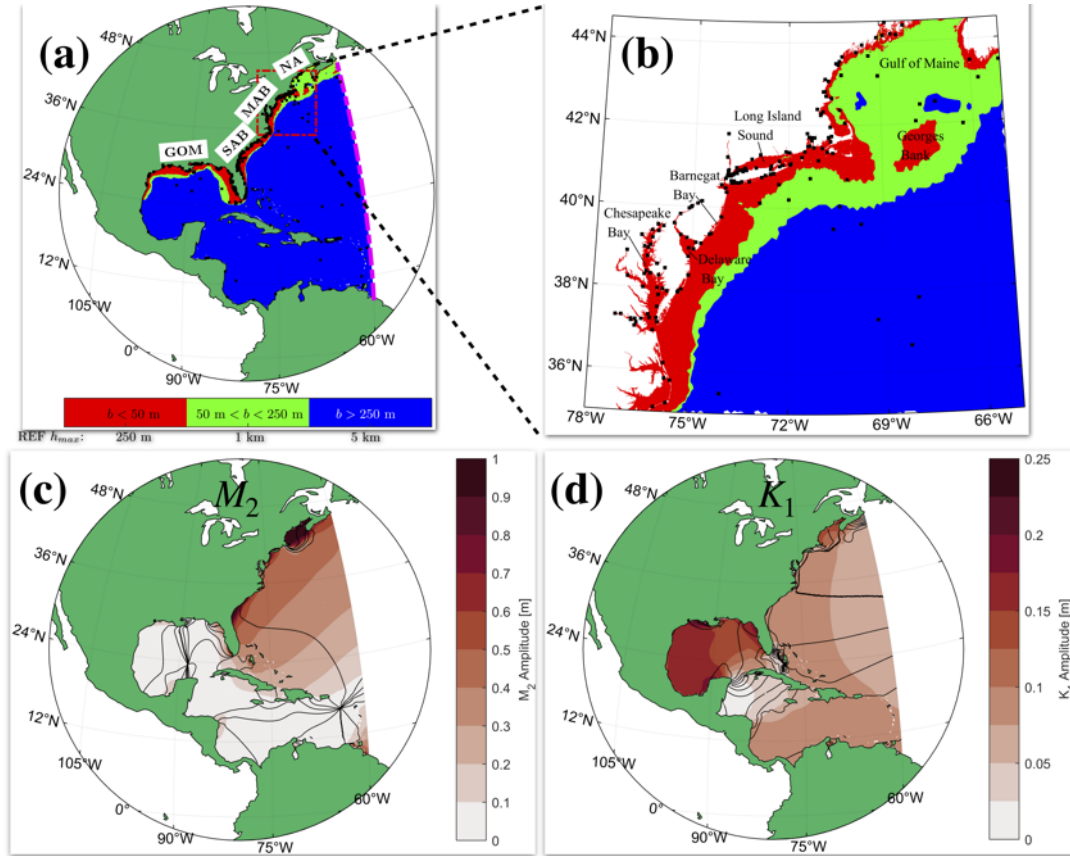 (a)
48°N
36°N
24°N
12°N
0°
105°W
90°W
75°W
60°W
NA
MAB
SAB
GOM
b < 50 m
50 m < b < 250 m
b > 250 m
REF h_max:
250 m
1 km
5 km
(b)
44°N
42°N
40°N
38°N
36°N
78°W
75°W
72°W
69°W
66°W
Gulf of Maine
Long Island
Sound
Georges
Bank
Barnegat
Bay
Chesapeake
Bay
Delaware
Bay
(c)
M₂
48°N
36°N
24°N
12°N
0°
105°W
90°W
75°W
60°W
1
0.9
0.8
0.7
0.6
0.5
0.4
0.3
0.2
0.1
0
M₂ Amplitude [m]
(d)
K₁
48°N
36°N
24°N
12°N
0°
105°W
90°W
75°W
60°W
0.25
0.2
0.15
0.1
0.05
0
K₁ Amplitude [m]